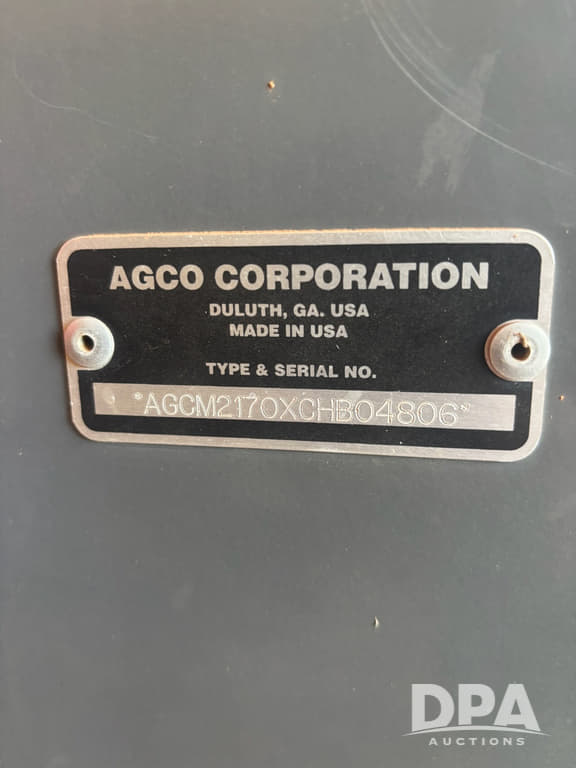 AGCO CORPORATION
DULUTH, GA. USA
MADE IN USA
TYPE & SERIAL NO.
*AGCM2170XCHB04806*
DPA
AUCTIONS